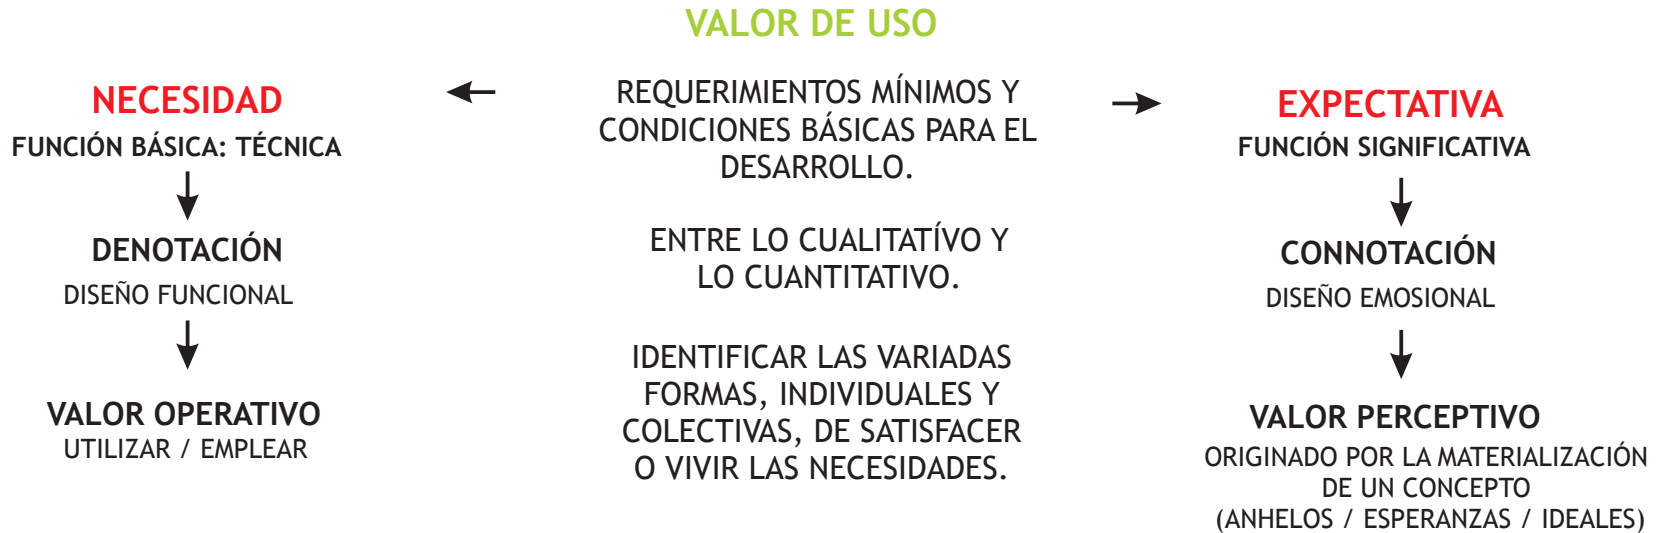 VALOR DE USO
NECESIDAD
FUNCIÓN BÁSICA: TÉCNICA
DENOTACIÓN
DISEÑO FUNCIONAL
VALOR OPERATIVO
UTILIZAR / EMPLEAR
REQUERIMIENTOS MÍNIMOS Y
CONDICIONES BÁSICAS PARA EL
DESARROLLO.
ENTRE LO CUALITATÍVO Y
LO CUANTITATIVO.
IDENTIFICAR LAS VARIADAS
FORMAS, INDIVIDUALES Y
COLECTIVAS, DE SATISFACER
O VIVIR LAS NECESIDADES.
EXPECTATIVA
FUNCIÓN SIGNIFICATIVA
CONNOTACIÓN
DISEÑO EMOSIONAL
VALOR PERCEPTIVO
ORIGINADO POR LA MATERIALIZACIÓN
DE UN CONCEPTO
(ANHELOS / ESPERANZAS / IDEALES)